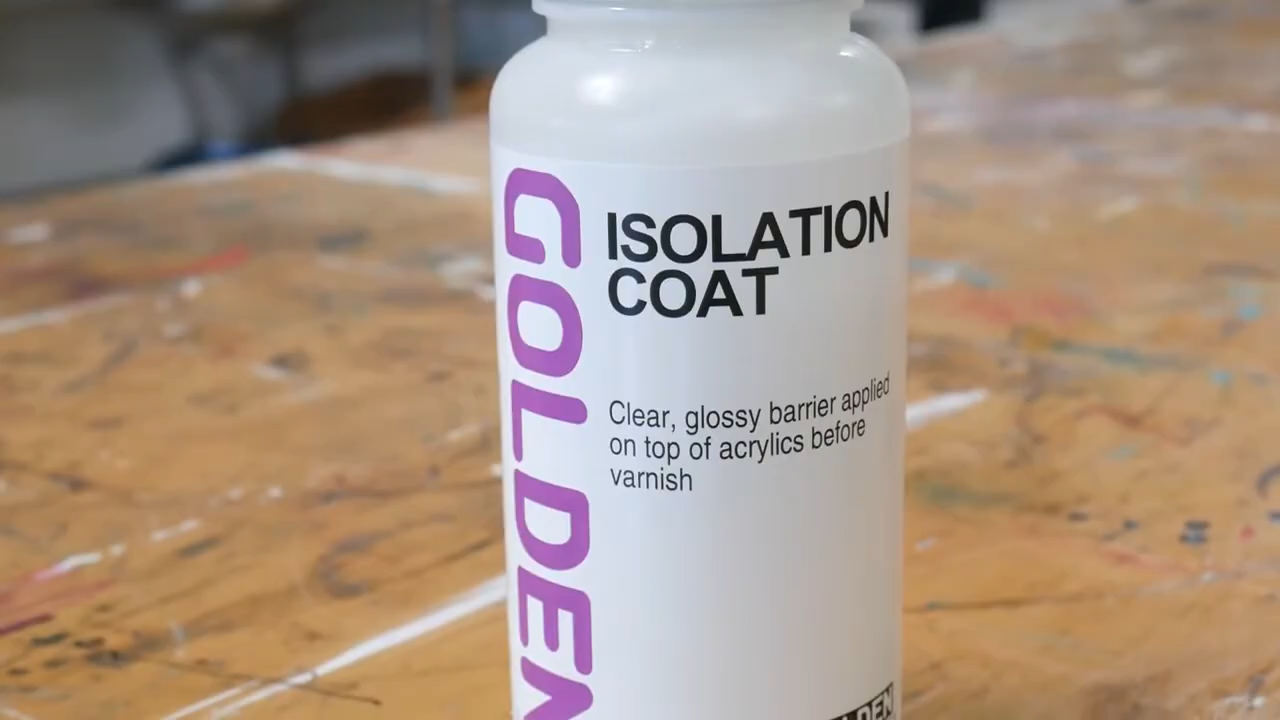 GOLDEN
ISOLATION
COAT
Clear, glossy barrier applied
on top of acrylics before
varnish